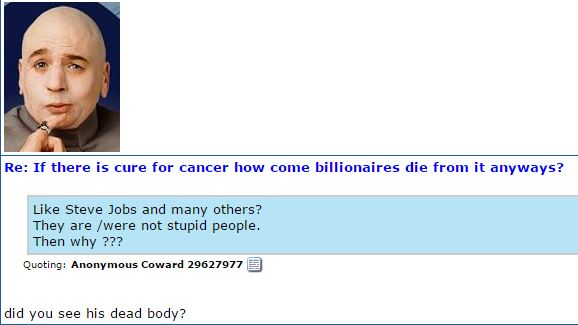 Re: If there is cure for cancer how come billionaires die from it anyways?
Like Steve Jobs and many others?
They are /were not stupid people.
Then why ???
Quoting: Anonymous Coward 29627977
did you see his dead body?